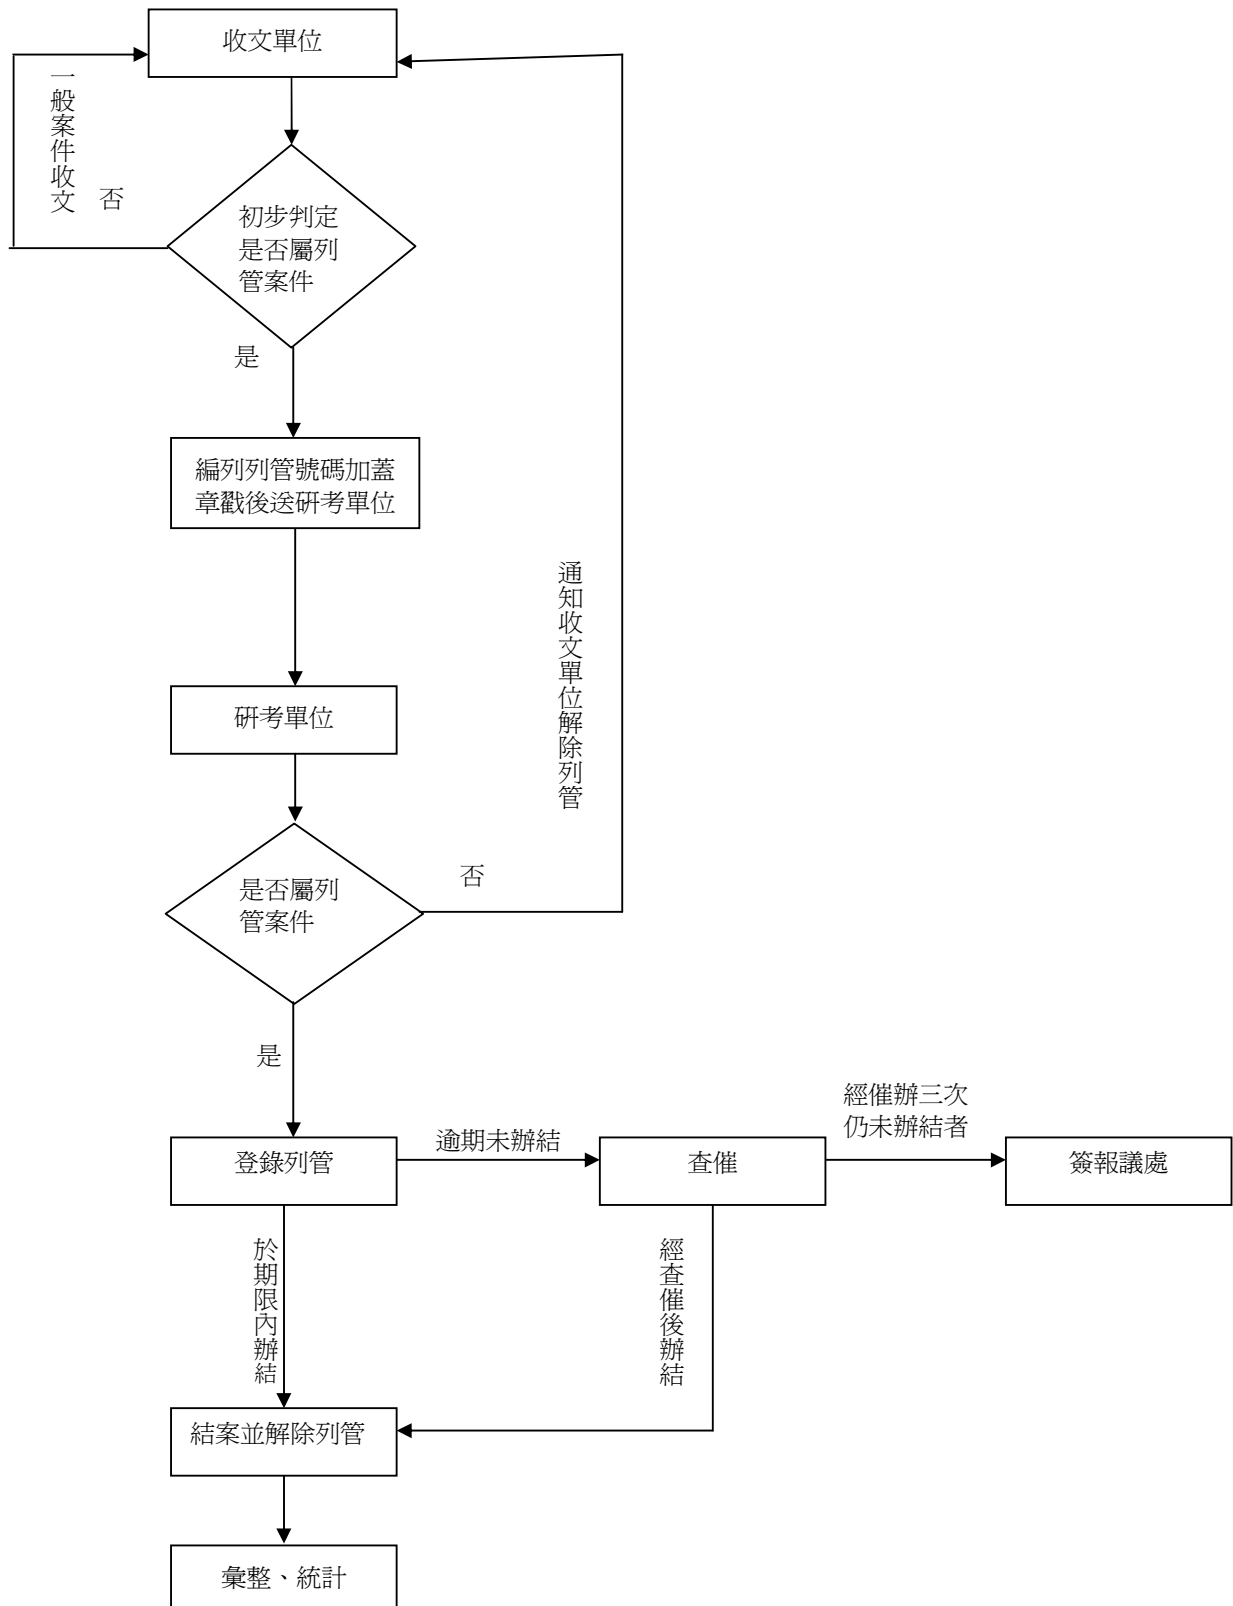 收文單位
一般案件收文
否
初步判定
是否屬列
管案件
是
編列列管號碼加蓋
章戳後送研考單位
通知收文單位解除列管
研考單位
是否屬列
管案件
否
是
登錄列管
逾期未辦結
查催
經催辦三次
仍未辦結者
簽報議處
於期限內辦結
經查催後辦結
結案並解除列管
彙整、統計